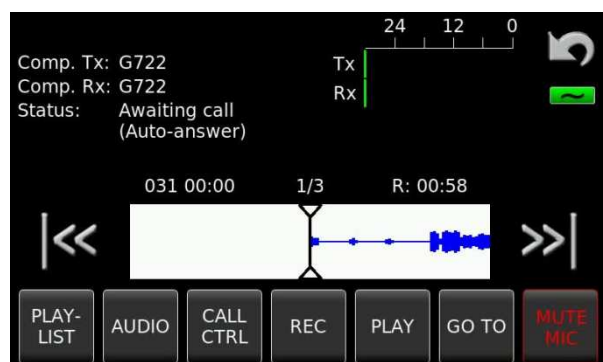 24 12 0
Comp. Tx: G722
Tx
Comp. Rx: G722
Rx
Status: Awaiting call
(Auto-answer)
031 00:00 1/3 R: 00:58
|<<
>>|
PLAY-
LIST
AUDIO
CALL
CTRL
REC
PLAY
GO TO
MUTE
MIC